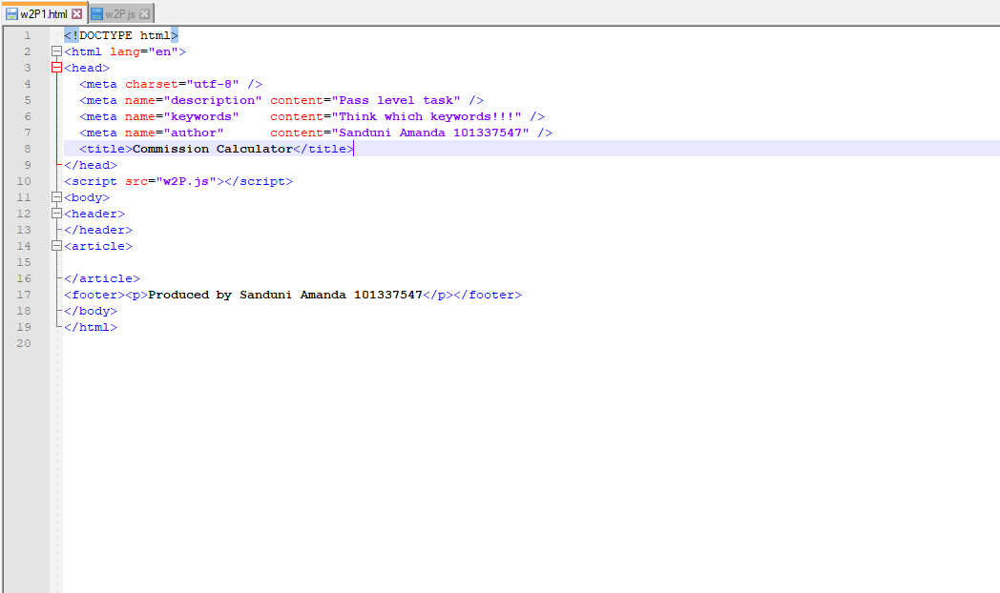 w2P1.html w2P.js
1 <!DOCTYPE html>
2 <html lang="en">
3 <head>
4   <meta charset="utf-8" />
5   <meta name="description" content="Pass level task" />
6   <meta name="keywords"    content="Think which keywords!!!" />
7   <meta name="author"      content="Sanduni Amanda 101337547" />
8   <title>Commission Calculator</title>
9 </head>
10 <script src="w2P.js"></script>
11 <body>
12 <header>
13 </header>
14 <article>
15
16 </article>
17 <footer><p>Produced by Sanduni Amanda 101337547</p></footer>
18 </body>
19 </html>
20